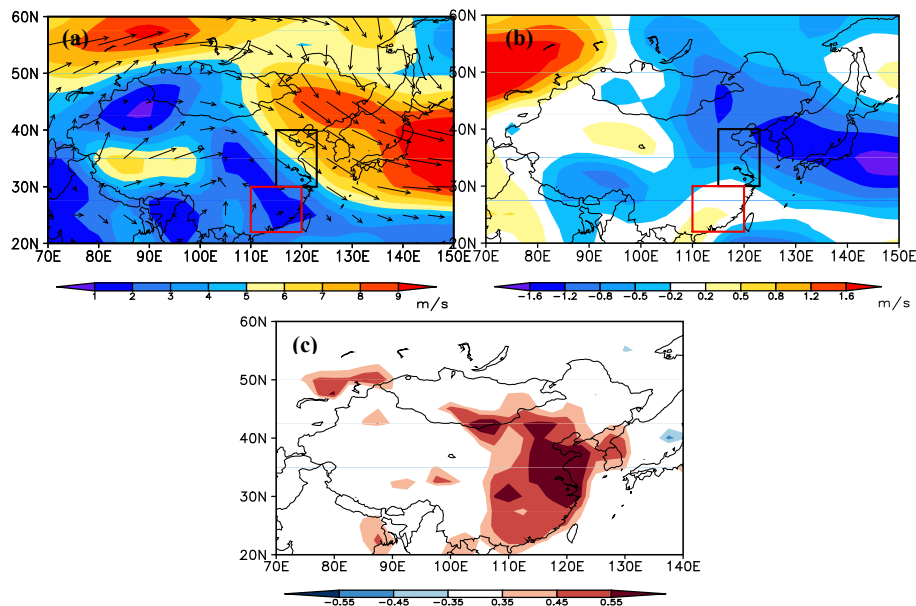 (a)
60N
50N
40N
30N
20N
70E 80E 90E 100E 110E 120E 130E 140E 150E
1 2 3 4 5 6 7 8 9
m/s
(b)
60N
50N
40N
30N
20N
70E 80E 90E 100E 110E 120E 130E 140E 150E
−1.6 −1.2 −0.8 −0.5 −0.2 0.2 0.5 0.8 1.2 1.6
m/s
(c)
60N
50N
40N
30N
20N
70E 80E 90E 100E 110E 120E 130E 140E
−0.55 −0.45 −0.35 0.35 0.45 0.55